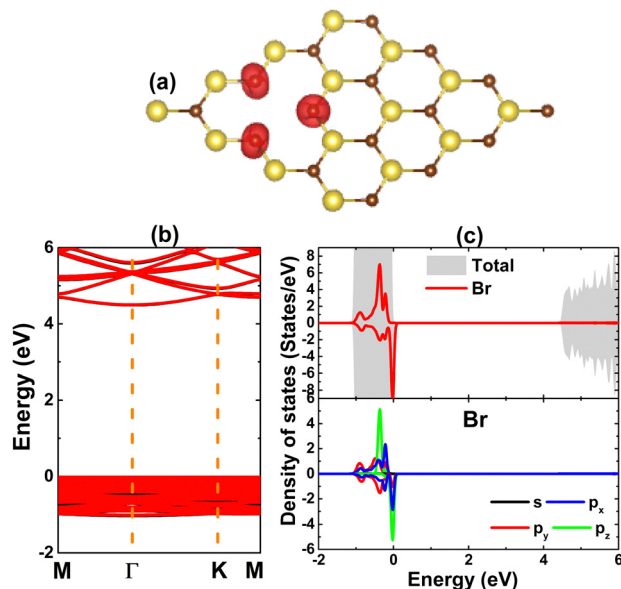 (a)
(b)
(c)
Energy (eV)
6
4
2
0
-2
M Γ K M
Density of states (States/eV)
8
6
4
2
0
-2
-4
-6
-8
Total
Br
4
2
0
-2
-4
-6
Br
s
px
py
pz
-2 0 2 4 6
Energy (eV)